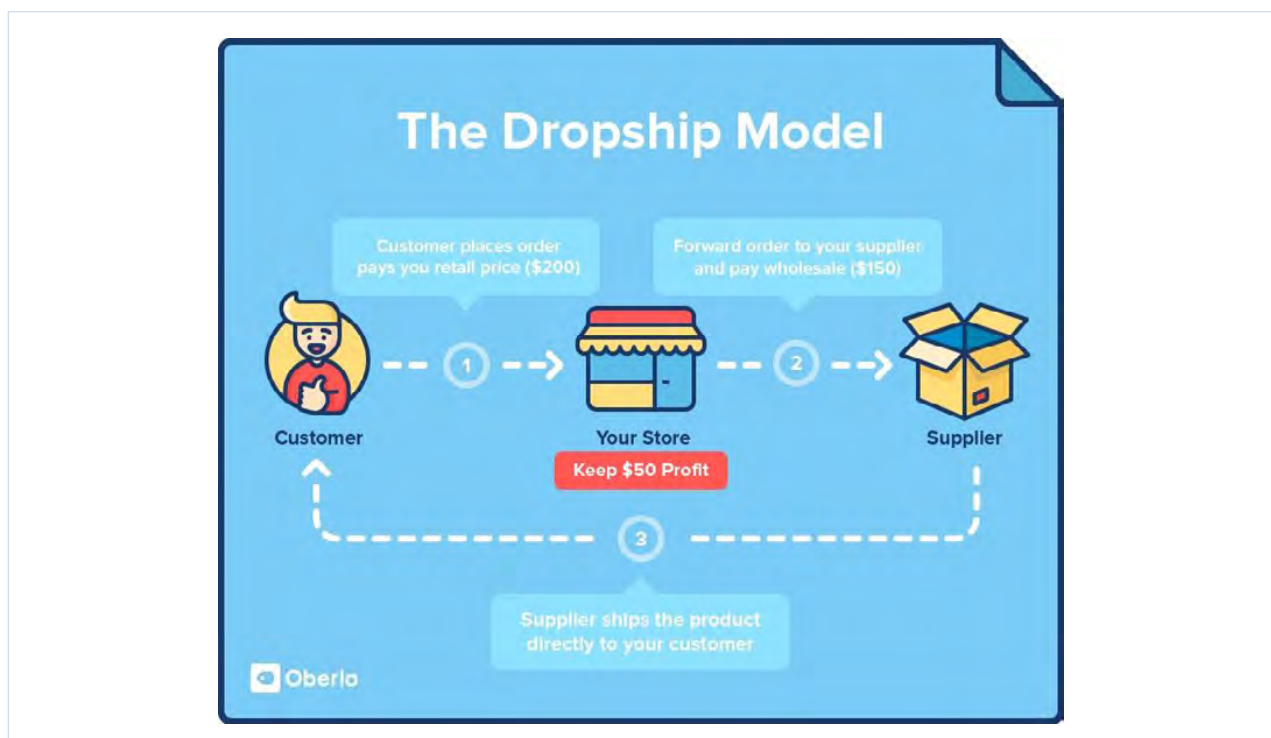 The Dropship Model
Customer places order
pays you retail price ($200)
Forward order to your supplier
and pay wholesale ($150)
1
2
Customer
Your Store
Supplier
Keep $50 Profit
3
Supplier ships the product
directly to your customer
Oberlo